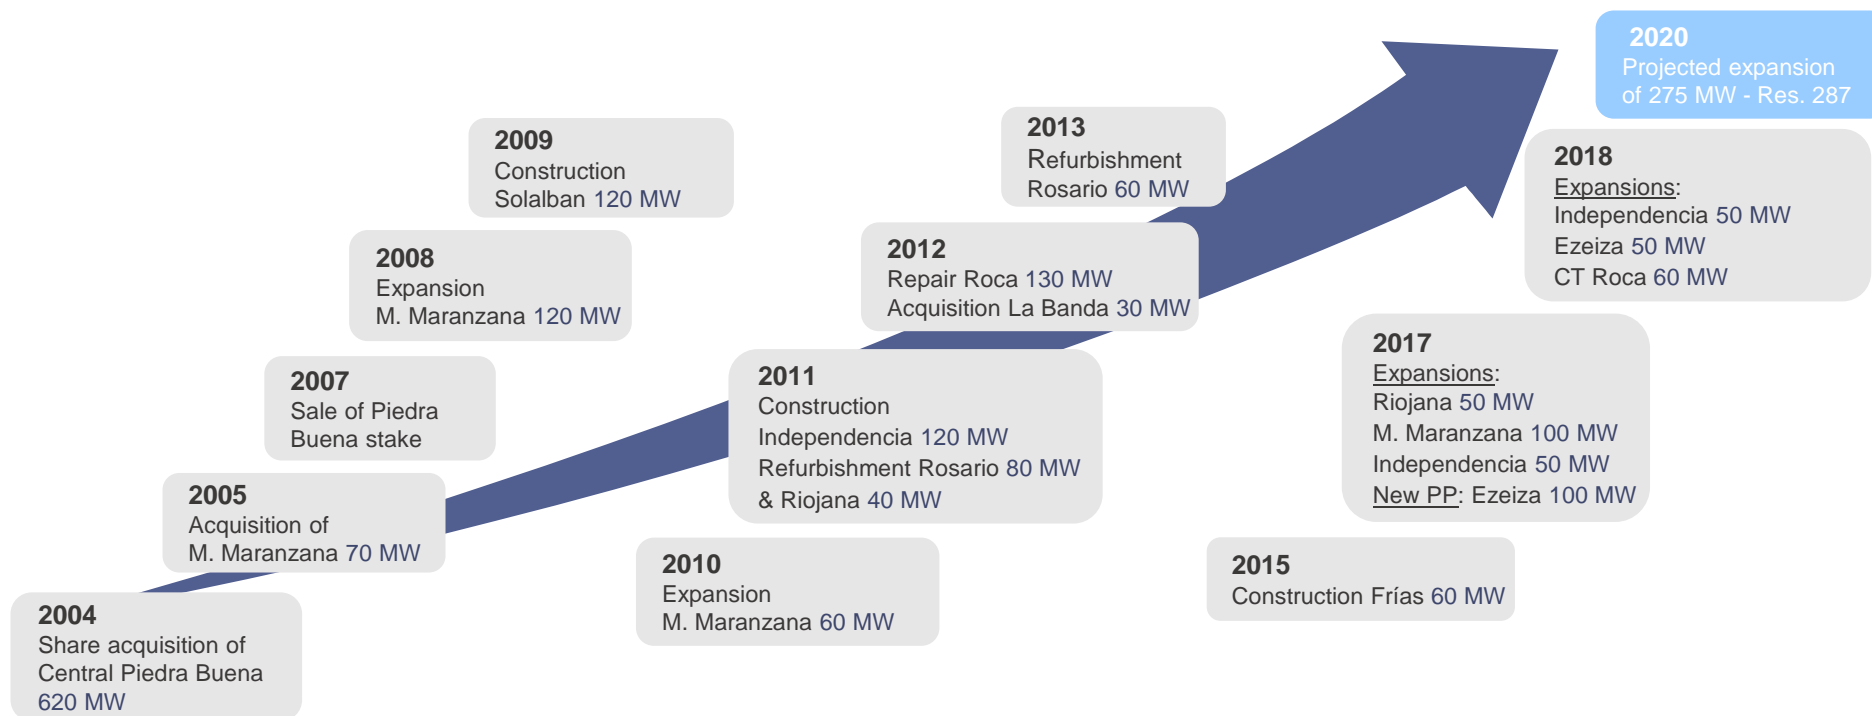 2004
Share acquisition of
Central Piedra Buena
620 MW
2005
Acquisition of
M. Maranzana 70 MW
2007
Sale of Piedra
Buena stake
2008
Expansion
M. Maranzana 120 MW
2009
Construction
Solalban 120 MW
2010
Expansion
M. Maranzana 60 MW
2011
Construction
Independencia 120 MW
Refurbishment Rosario 80 MW
& Riojana 40 MW
2012
Repair Roca 130 MW
Acquisition La Banda 30 MW
2013
Refurbishment
Rosario 60 MW
2015
Construction Frías 60 MW
2017
Expansions:
Riojana 50 MW
M. Maranzana 100 MW
Independencia 50 MW
New PP: Ezeiza 100 MW
2018
Expansions:
Independencia 50 MW
Ezeiza 50 MW
CT Roca 60 MW
2020
Projected expansion
of 275 MW - Res. 287